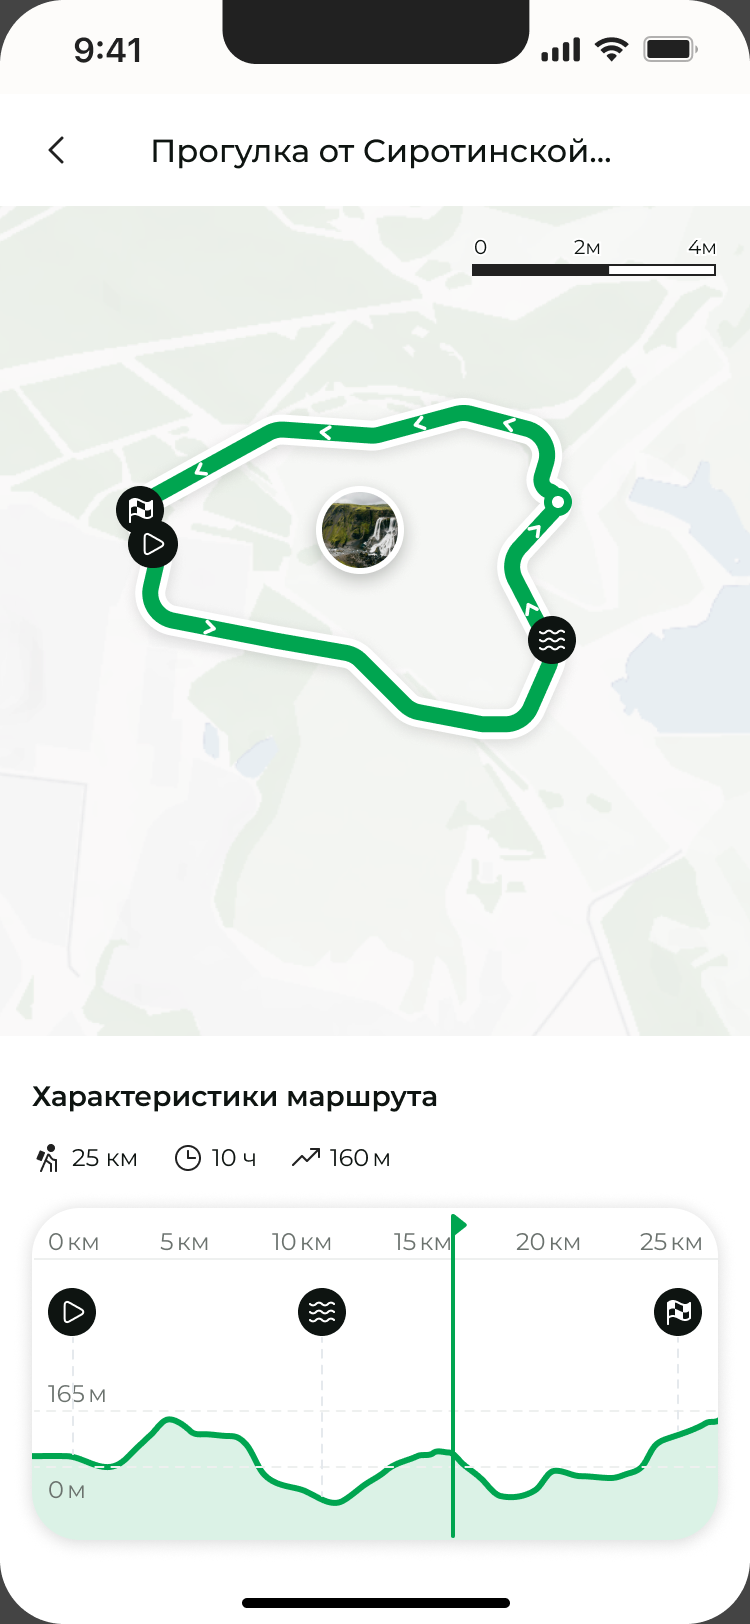 9:41
Прогулка от Сиротинской...
0 2м 4м
Характеристики маршрута
25 км 10 ч 160 м
0 км 5 км 10 км 15 км 20 км 25 км
165 м
0 м